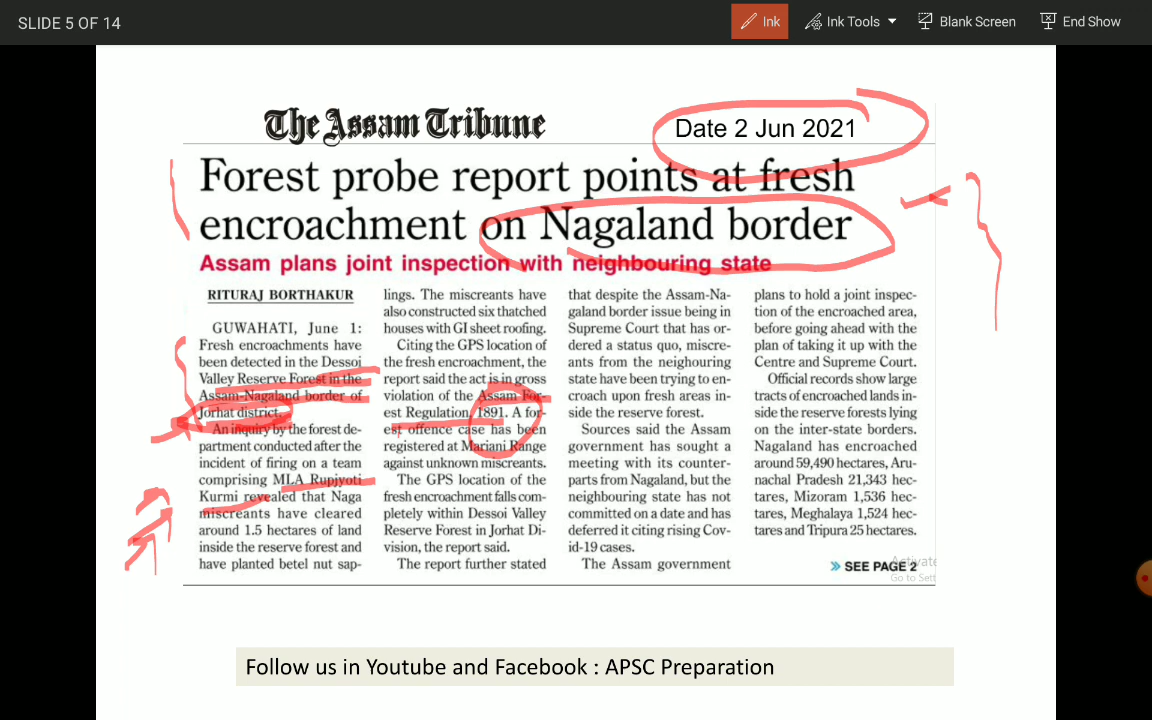 SLIDE 5 OF 14
Ink
Ink Tools
Blank Screen
End Show
The Assam Tribune
Date 2 Jun 2021
Forest probe report points at fresh
encroachment on Nagaland border
Assam plans joint inspection with neighbouring state
RITURAJ BORTHAKUR
GUWAHATI, June 1:
Fresh encroachments have
been detected in the Dessoi
Valley Reserve Forest in the
Assam-Nagaland border of
Jorhat district.
An inquiry by the forest de-
partment conducted after the
incident of firing on a team
comprising MLA Rupjyoti
Kurmi revealed that Naga
miscreants have cleared
around 1.5 hectares of land
inside the reserve forest and
have planted betel nut sap-
lings. The miscreants have
also constructed six thatched
houses with GI sheet roofing.
Citing the GPS location of
the fresh encroachment, the
report said the act is in gross
violation of the Assam For-
est Regulation, 1891. A for-
est offence case has been
registered at Mariani Range
against unknown miscreants.
The GPS location of the
fresh encroachment falls com-
pletely within Dessoi Valley
Reserve Forest in Jorhat Di-
vision, the report said.
The report further stated
that despite the Assam-Na-
galand border issue being in
Supreme Court that has or-
dered a status quo, miscre-
ants from the neighouring
state have been trying to en-
croach upon fresh areas in-
side the reserve forest.
Sources said the Assam
government has sought a
meeting with its counter-
parts from Nagaland, but the
neighbouring state has not
committed on a date and has
deferred it citing rising Cov-
id-19 cases.
The Assam government
plans to hold a joint inspec-
tion of the encroached area,
before going ahead with the
plan of taking it up with the
Centre and Supreme Court.
Official records show large
tracts of encroached lands in-
side the reserve forests lying
on the inter-state borders.
Nagaland has encroached
around 59,490 hectares, Aru-
nachal Pradesh 21,343 hec-
tares, Mizoram 1,536 hec-
tares, Meghalaya 1,524 hec-
tares and Tripura 25 hectares.
SEE PAGE 2
Activate
Go to Sett
Follow us in Youtube and Facebook : APSC Preparation